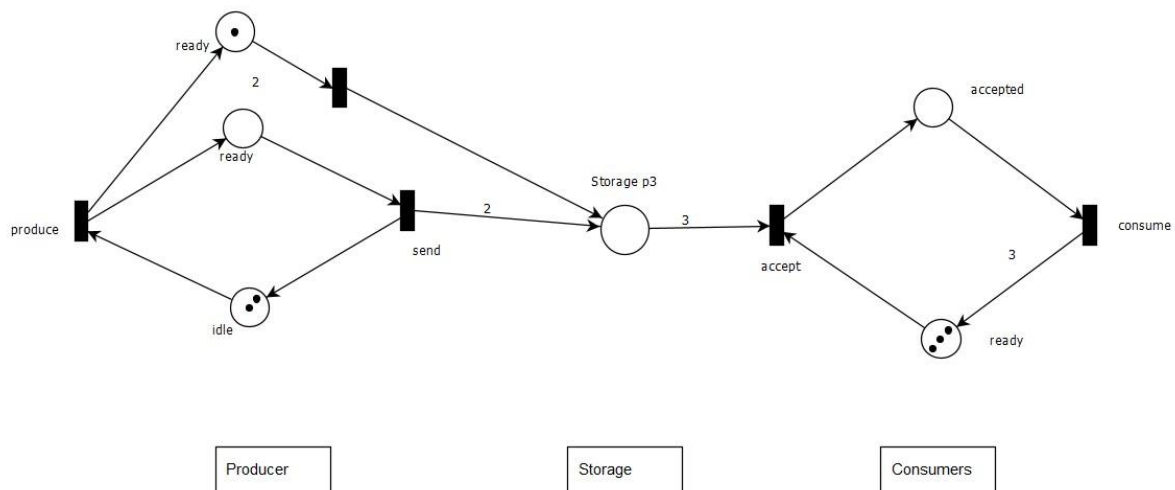 ready
2
ready
produce
idle
send
2
Storage p3
3
accept
accepted
consume
3
ready
Producer
Storage
Consumers